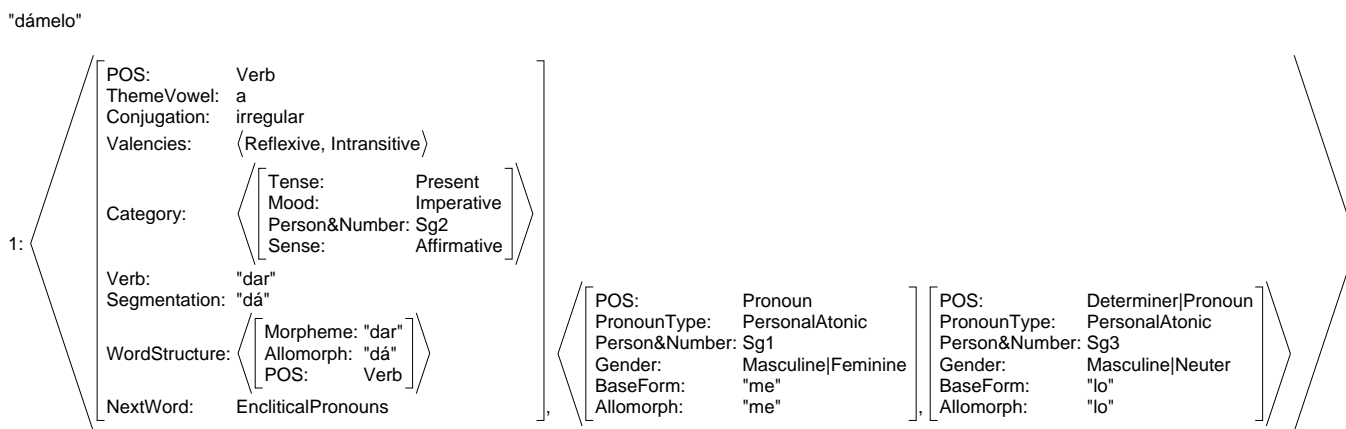 "dámelo"
1:
POS: Verb
ThemeVowel: a
Conjugation: irregular
Valencies: ⟨Reflexive, Intransitive⟩
Category:
Tense: Present
Mood: Imperative
Person&Number: Sg2
Sense: Affirmative
Verb: "dar"
Segmentation: "dá"
WordStructure:
Morpheme: "dar"
Allomorph: "dá"
POS: Verb
NextWord: EncliticalPronouns
,
POS: Pronoun
PronounType: PersonalAtonic
Person&Number: Sg1
Gender: Masculine|Feminine
BaseForm: "me"
Allomorph: "me"
,
POS: Determiner|Pronoun
PronounType: PersonalAtonic
Person&Number: Sg3
Gender: Masculine|Neuter
BaseForm: "lo"
Allomorph: "lo"